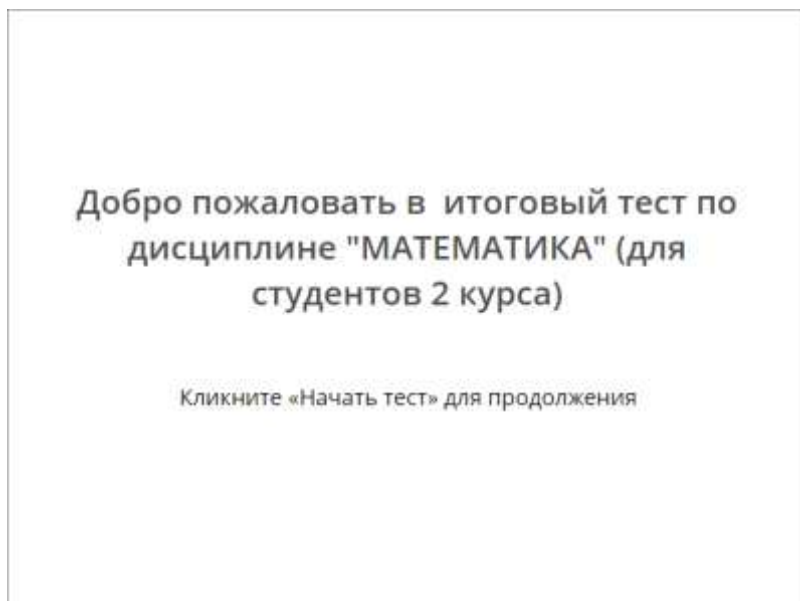 Добро пожаловать в  итоговый тест по
дисциплине "МАТЕМАТИКА" (для
студентов 2 курса)
Кликните «Начать тест» для продолжения